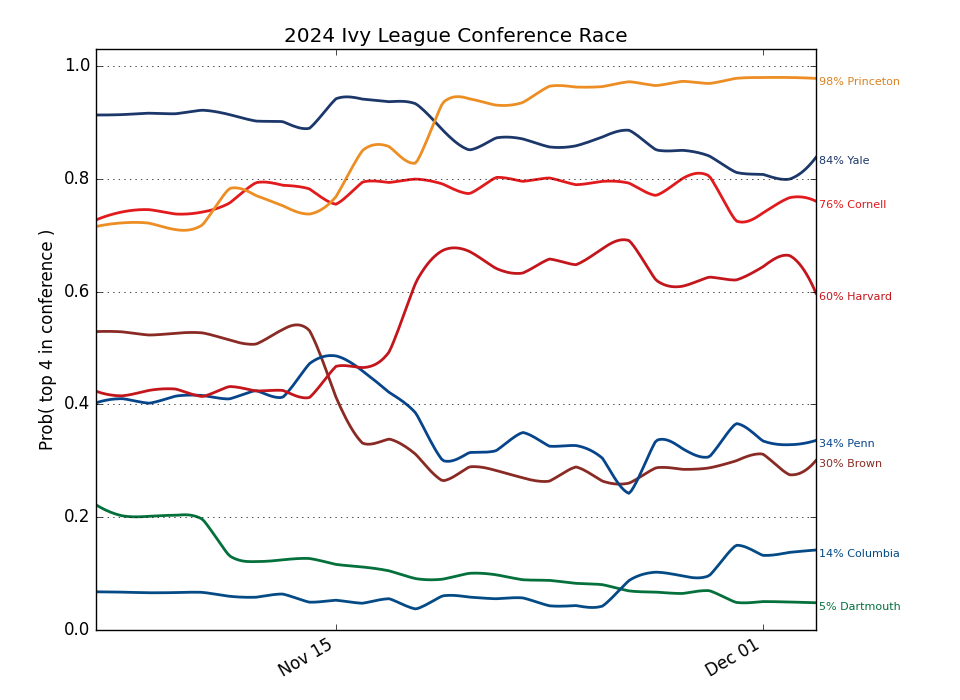 2024 Ivy League Conference Race
Prob( top 4 in conference )
1.0
0.8
0.6
0.4
0.2
0.0
Nov 15
Dec 01
98% Princeton
84% Yale
76% Cornell
60% Harvard
34% Penn
30% Brown
14% Columbia
5% Dartmouth